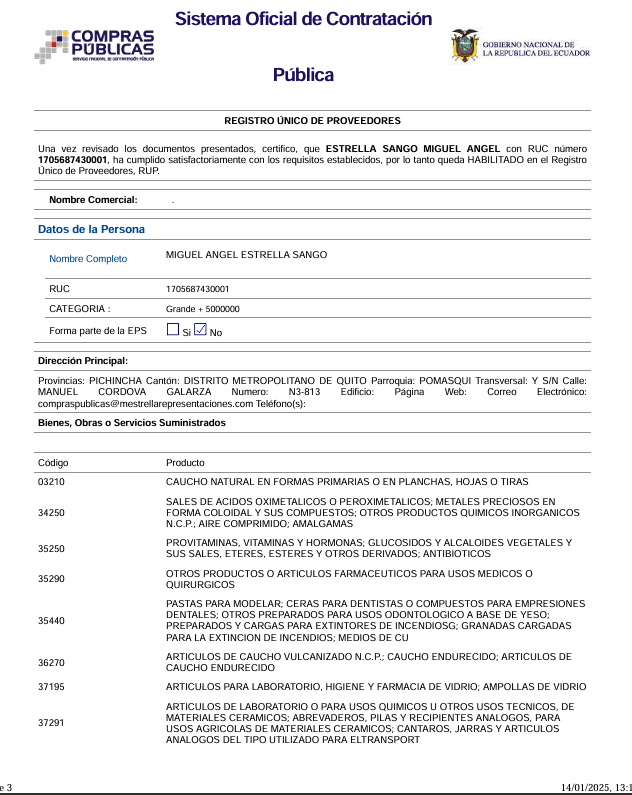 Sistema Oficial de Contratación
Pública
COMPRAS
PÚBLICAS
SERVICIO NACIONAL DE CONTRATACIÓN PÚBLICA
GOBIERNO NACIONAL DE
LA REPUBLICA DEL ECUADOR
REGISTRO ÚNICO DE PROVEEDORES
Una vez revisado los documentos presentados, certifico, que ESTRELLA SANGO MIGUEL ANGEL con RUC número
1705687430001, ha cumplido satisfactoriamente con los requisitos establecidos, por lo tanto queda HABILITADO en el Registro
Único de Proveedores, RUP.
Nombre Comercial: .
Datos de la Persona
Nombre Completo MIGUEL ANGEL ESTRELLA SANGO
RUC 1705687430001
CATEGORIA : Grande + 5000000
Forma parte de la EPS Si No
Dirección Principal:
Provincias: PICHINCHA Cantón: DISTRITO METROPOLITANO DE QUITO Parroquia: POMASQUI Transversal: Y S/N Calle:
MANUEL CORDOVA GALARZA Numero: N3-813 Edificio: Página Web: Correo Electrónico:
compraspublicas@mestrellarepresentaciones.com Teléfono(s):
Bienes, Obras o Servicios Suministrados
Código Producto
03210 CAUCHO NATURAL EN FORMAS PRIMARIAS O EN PLANCHAS, HOJAS O TIRAS
34250 SALES DE ACIDOS OXIMETALICOS O PEROXIMETALICOS; METALES PRECIOSOS EN
FORMA COLOIDAL Y SUS COMPUESTOS; OTROS PRODUCTOS QUIMICOS INORGANICOS
N.C.P.; AIRE COMPRIMIDO; AMALGAMAS
35250 PROVITAMINAS, VITAMINAS Y HORMONAS; GLUCOSIDOS Y ALCALOIDES VEGETALES Y
SUS SALES, ETERES, ESTERES Y OTROS DERIVADOS; ANTIBIOTICOS
35290 OTROS PRODUCTOS O ARTICULOS FARMACEUTICOS PARA USOS MEDICOS O
QUIRURGICOS
35440 PASTAS PARA MODELAR; CERAS PARA DENTISTAS O COMPUESTOS PARA EMPRESIONES
DENTALES; OTROS PREPARADOS PARA USOS ODONTOLOGICO A BASE DE YESO;
PREPARADOS Y CARGAS PARA EXTINTORES DE INCENDIOSG; GRANADAS CARGADAS
PARA LA EXTINCION DE INCENDIOS; MEDIOS DE CU
36270 ARTICULOS DE CAUCHO VULCANIZADO N.C.P.; CAUCHO ENDURECIDO; ARTICULOS DE
CAUCHO ENDURECIDO
37195 ARTICULOS PARA LABORATORIO, HIGIENE Y FARMACIA DE VIDRIO; AMPOLLAS DE VIDRIO
37291 ARTICULOS DE LABORATORIO O PARA USOS QUIMICOS U OTROS USOS TECNICOS, DE
MATERIALES CERAMICOS; ABREVADEROS, PILAS Y RECIPIENTES ANALOGOS, PARA
USOS AGRICOLAS DE MATERIALES CERAMICOS; CANTAROS, JARRAS Y ARTICULOS
ANALOGOS DEL TIPO UTILIZADO PARA ELTRANSPORT
e 3 14/01/2025, 13:1